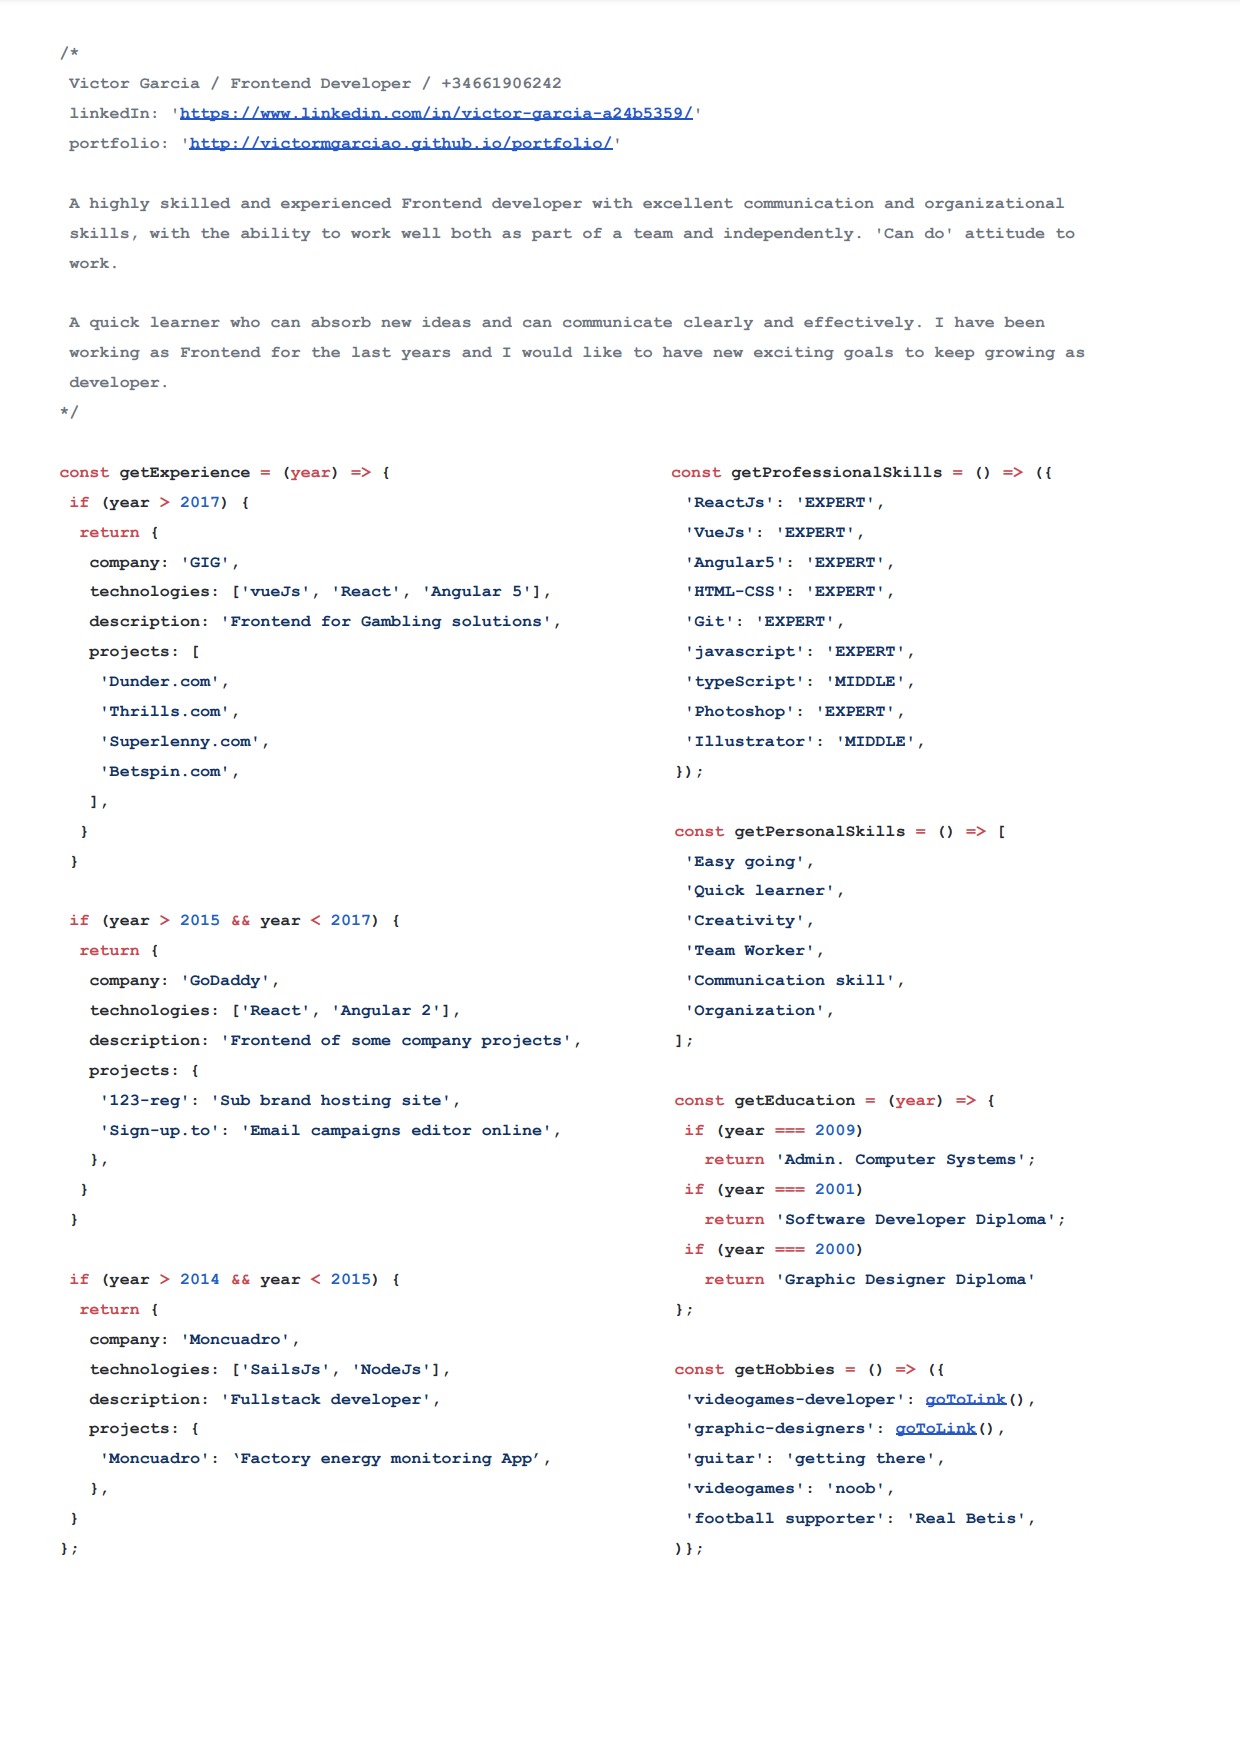 /*
Victor Garcia / Frontend Developer / +34661906242
linkedIn: 'https://www.linkedin.com/in/victor-garcia-a24b5359/'
portfolio: 'http://victormgarciao.github.io/portfolio/'
A highly skilled and experienced Frontend developer with excellent communication and organizational
skills, with the ability to work well both as part of a team and independently. 'Can do' attitude to
work.
A quick learner who can absorb new ideas and can communicate clearly and effectively. I have been
working as Frontend for the last years and I would like to have new exciting goals to keep growing as
developer.
*/
const getExperience = (year) => {
if (year > 2017) {
return {
company: 'GIG',
technologies: ['vueJs', 'React', 'Angular 5'],
description: 'Frontend for Gambling solutions',
projects: [
'Dunder.com',
'Thrills.com',
'Superlenny.com',
'Betspin.com',
],
}
}
if (year > 2015 && year < 2017) {
return {
company: 'GoDaddy',
technologies: ['React', 'Angular 2'],
description: 'Frontend of some company projects',
projects: {
'123-reg': 'Sub brand hosting site',
'Sign-up.to': 'Email campaigns editor online',
},
}
}
if (year > 2014 && year < 2015) {
return {
company: 'Moncuadro',
technologies: ['SailsJs', 'NodeJs'],
description: 'Fullstack developer',
projects: {
'Moncuadro': ‘Factory energy monitoring App’,
},
}
};
const getProfessionalSkills = () => ({
'ReactJs': 'EXPERT',
'VueJs': 'EXPERT',
'Angular5': 'EXPERT',
'HTML-CSS': 'EXPERT',
'Git': 'EXPERT',
'javascript': 'EXPERT',
'typeScript': 'MIDDLE',
'Photoshop': 'EXPERT',
'Illustrator': 'MIDDLE',
});
const getPersonalSkills = () => [
'Easy going',
'Quick learner',
'Creativity',
'Team Worker',
'Communication skill',
'Organization',
];
const getEducation = (year) => {
if (year === 2009)
return 'Admin. Computer Systems';
if (year === 2001)
return 'Software Developer Diploma';
if (year === 2000)
return 'Graphic Designer Diploma'
};
const getHobbies = () => ({
'videogames-developer': goToLink(),
'graphic-designers': goToLink(),
'guitar': 'getting there',
'videogames': 'noob',
'football supporter': 'Real Betis',
)};